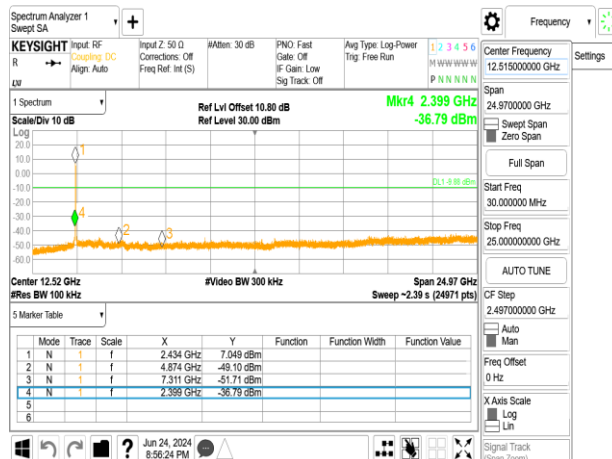 Spectrum Analyzer 1
Swept SA
Frequency
Settings
KEYSIGHT
R
LXI
Input: RF
Coupling: DC
Align: Auto
Input Z: 50 Ω
Corrections: Off
Freq Ref: Int (S)
#Atten: 30 dB
PNO: Fast
Gate: Off
IF Gain: Low
Sig Track: Off
Avg Type: Log-Power
Trig: Free Run
1 2 3 4 5 6
M W W W W W
P N N N N N
1 Spectrum
Scale/Div 10 dB
Ref Lvl Offset 10.80 dB
Ref Level 30.00 dBm
Mkr4 2.399 GHz
-36.79 dBm
Log
20.0
10.0
0.00
-10.0
-20.0
-30.0
-40.0
-50.0
-60.0
1
4
2
3
Center 12.52 GHz
#Res BW 100 kHz
#Video BW 300 kHz
Span 24.97 GHz
Sweep ~2.39 s (24971 pts)
5 Marker Table
Mode Trace Scale X Y Function Function Width Function Value
1 N 1 f 2.434 GHz 7.049 dBm
2 N 1 f 4.874 GHz -49.10 dBm
3 N 1 f 7.311 GHz -51.71 dBm
4 N 1 f 2.399 GHz -36.79 dBm
5
6
Jun 24, 2024
8:56:24 PM
Center Frequency
12.515000000 GHz
Span
24.9700000 GHz
Swept Span
Zero Span
Full Span
Start Freq
30.000000 MHz
Stop Freq
25.000000000 GHz
AUTO TUNE
CF Step
2.497000000 GHz
Auto
Man
Freq Offset
0 Hz
X Axis Scale
Log
Lin
Signal Track
(Span Zoom)